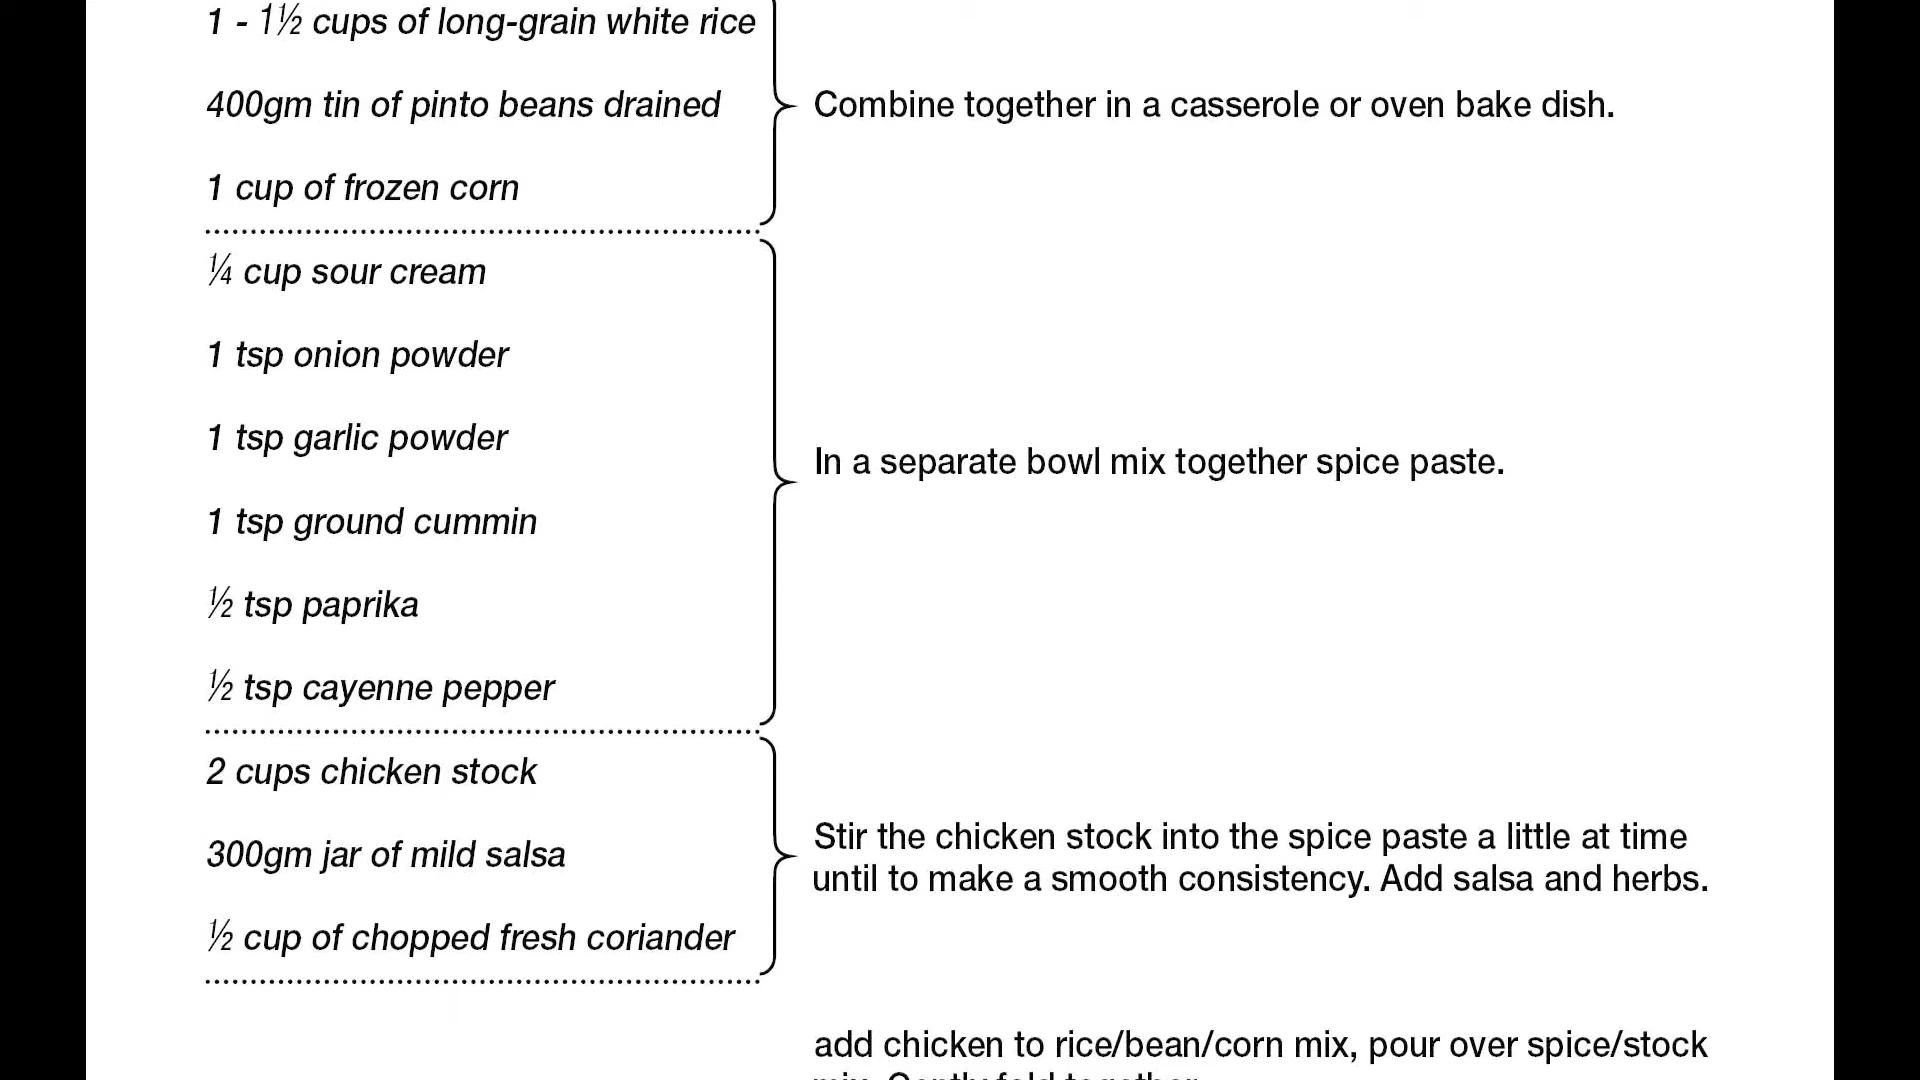 1 - 1½ cups of long-grain white rice
400gm tin of pinto beans drained
1 cup of frozen corn
Combine together in a casserole or oven bake dish.
¼ cup sour cream
1 tsp onion powder
1 tsp garlic powder
1 tsp ground cummin
½ tsp paprika
½ tsp cayenne pepper
In a separate bowl mix together spice paste.
2 cups chicken stock
300gm jar of mild salsa
½ cup of chopped fresh coriander
Stir the chicken stock into the spice paste a little at time
until to make a smooth consistency. Add salsa and herbs.
add chicken to rice/bean/corn mix, pour over spice/stock
mix. Gently fold together